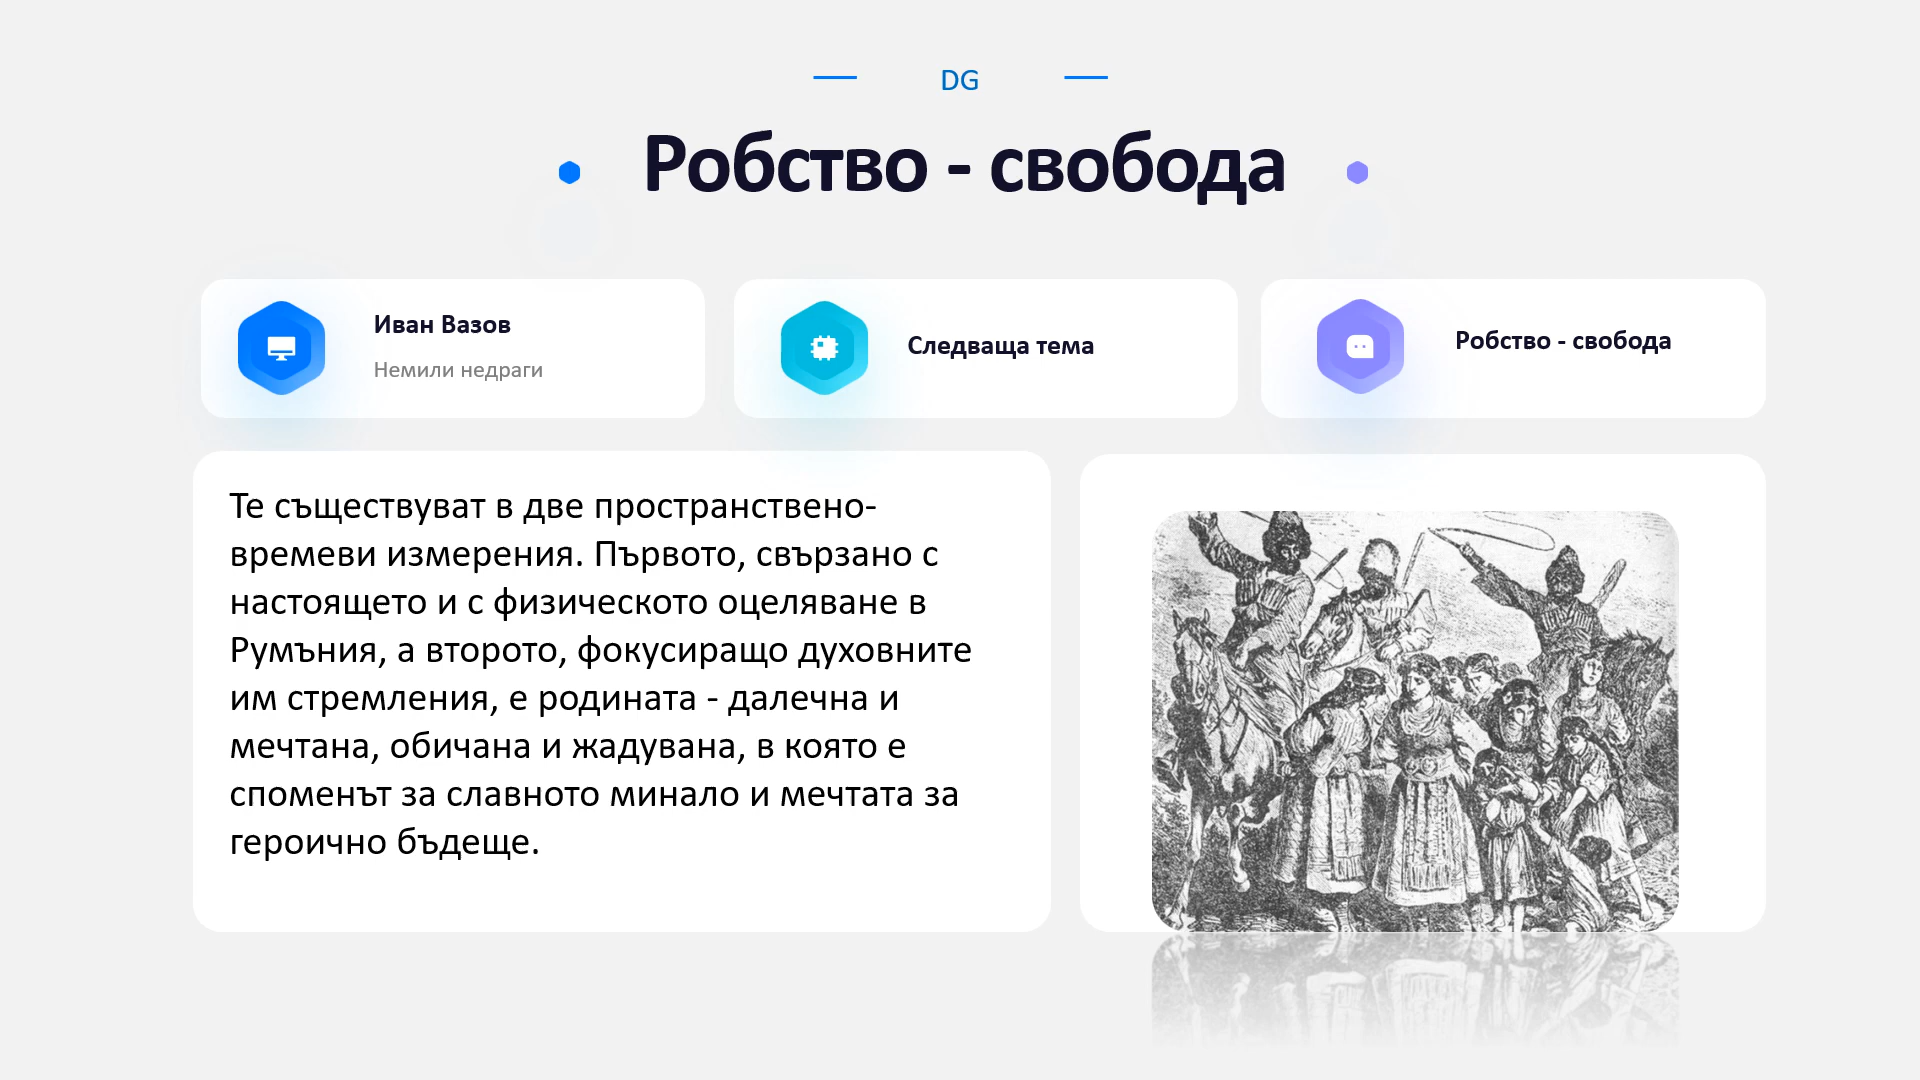 DG
Робство - свобода
Иван Вазов
Немили недраги
Следваща тема
Робство - свобода
Те съществуват в две пространствено-
времеви измерения. Първото, свързано с
настоящето и с физическото оцеляване в
Румъния, а второто, фокусиращо духовните
им стремления, е родината - далечна и
мечтана, обичана и жадувана, в която е
споменът за славното минало и мечтата за
героично бъдеще.